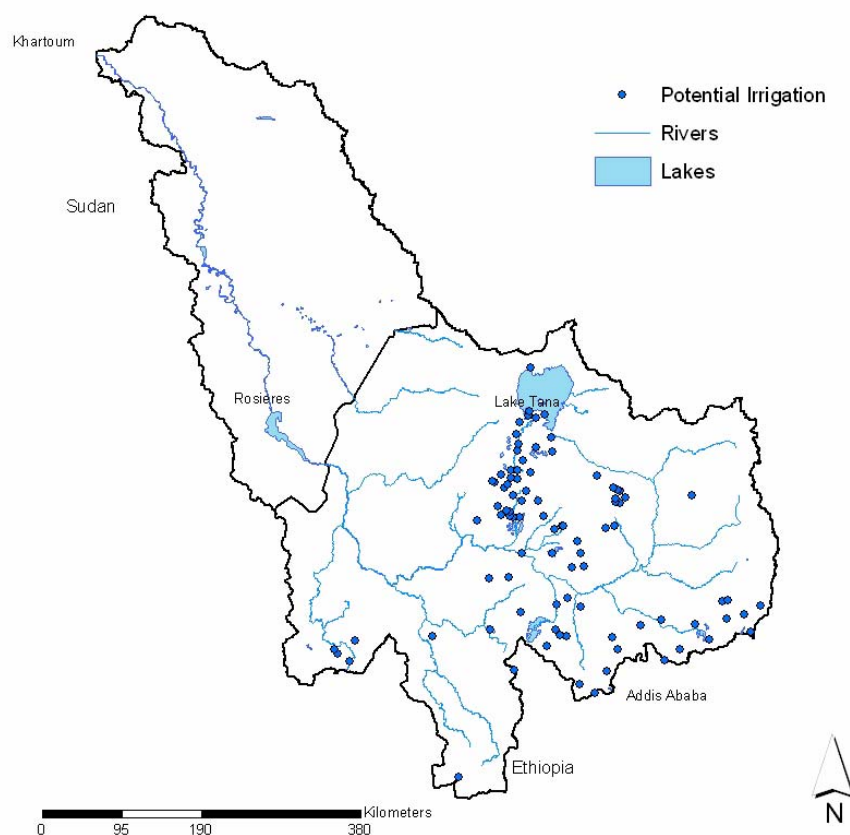 Khartoum
Potential Irrigation
Rivers
Lakes
Sudan
Rosieres
Lake Tana
Addis Ababa
Ethiopia
Kilometers
0 95 190 380
N